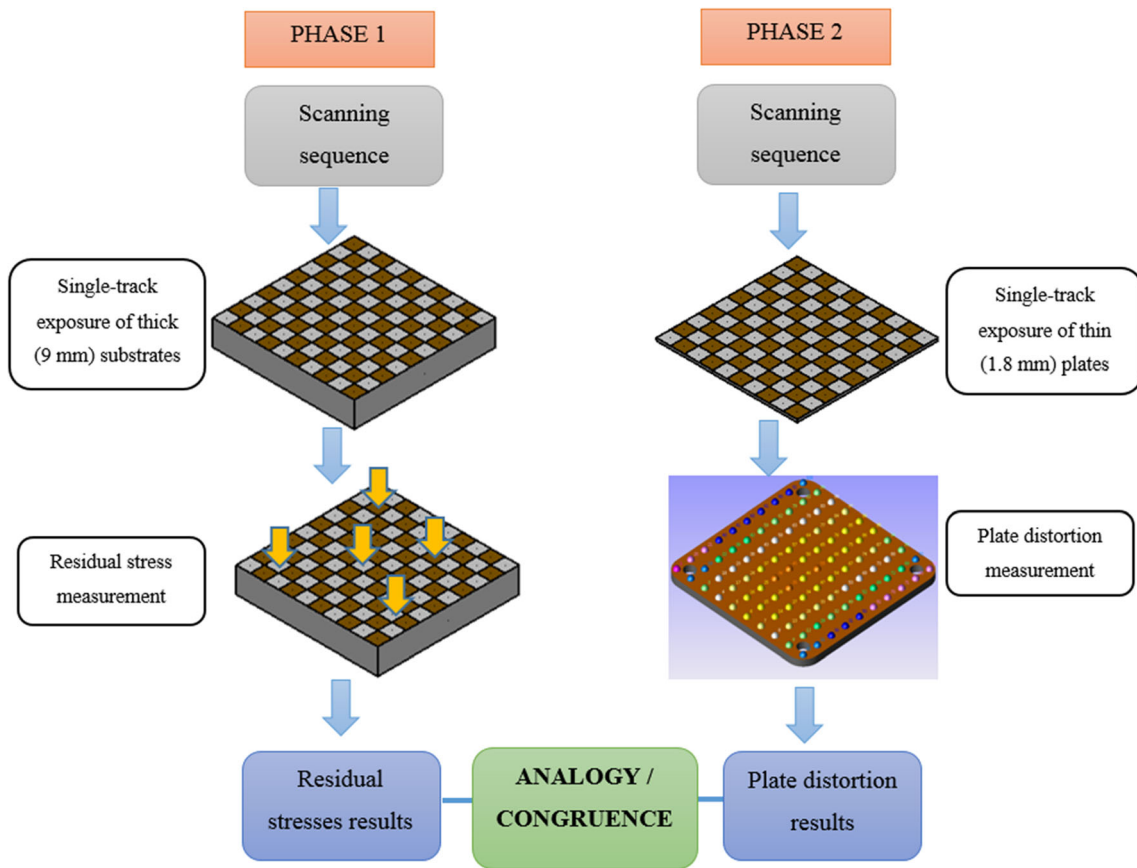 PHASE 1
PHASE 2
Scanning
sequence
Scanning
sequence
Single-track
exposure of thick
(9 mm) substrates
Single-track
exposure of thin
(1.8 mm) plates
Residual stress
measurement
Plate distortion
measurement
Residual
stresses results
ANALOGY /
CONGRUENCE
Plate distortion
results